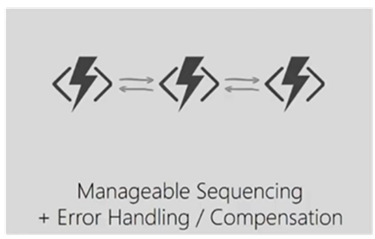 Manageable Sequencing
+ Error Handling / Compensation